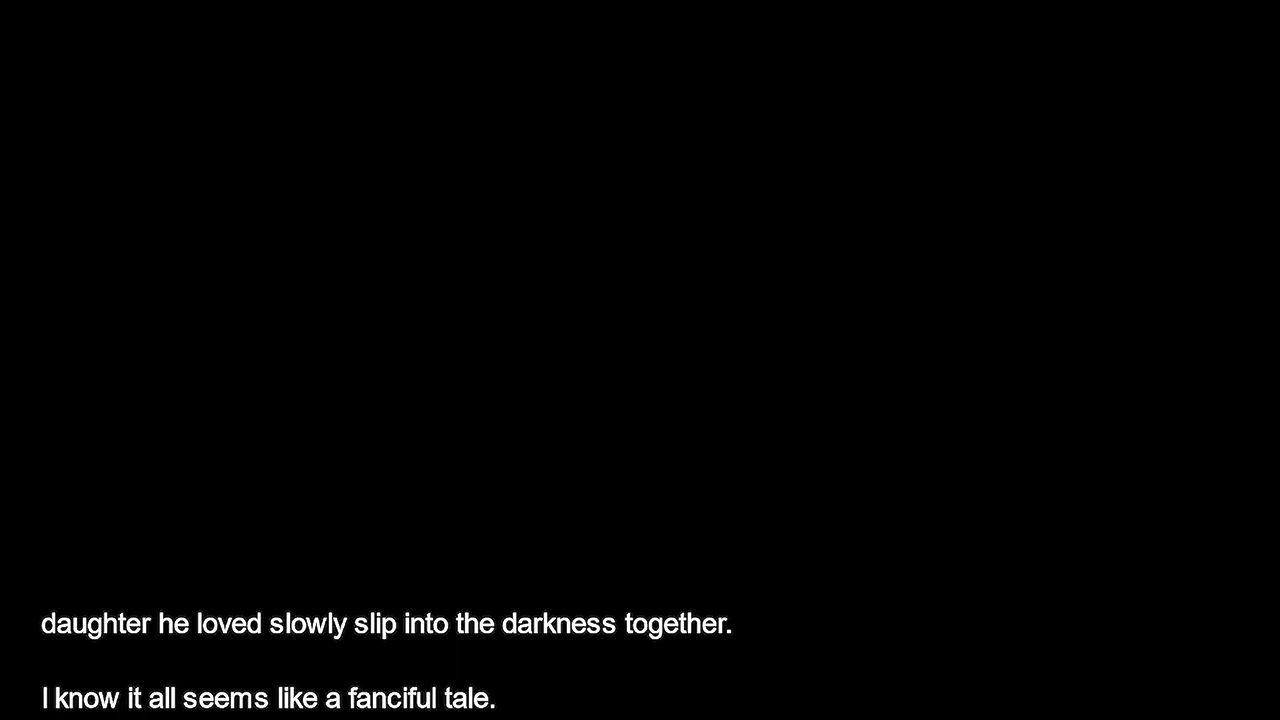 daughter he loved slowly slip into the darkness together.
I know it all seems like a fanciful tale.